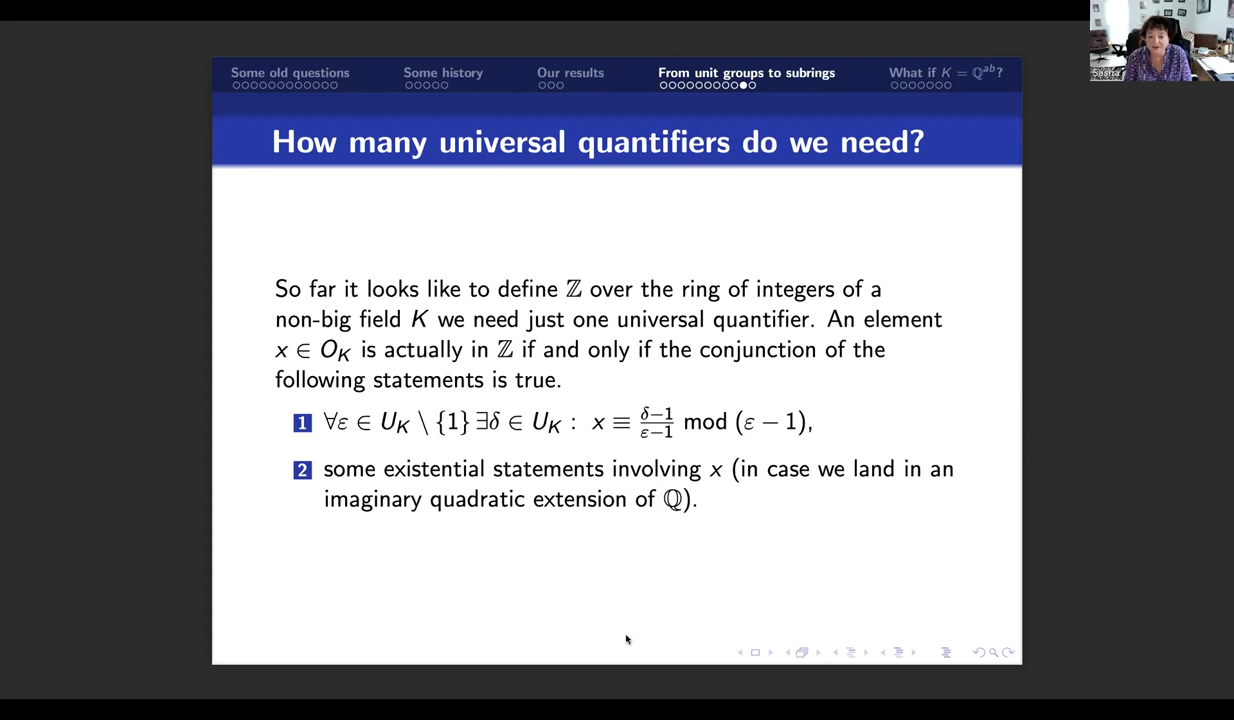 Some old questions Some history Our results From unit groups to subrings What if K = ℚ^{ab}?
How many universal quantifiers do we need?
So far it looks like to define ℤ over the ring of integers of a
non-big field K we need just one universal quantifier. An element
x ∈ O_K is actually in ℤ if and only if the conjunction of the
following statements is true.
1 ∀ε ∈ U_K \ {1} ∃δ ∈ U_K : x ≡ \frac{δ−1}{ε−1} mod (ε − 1),
2 some existential statements involving x (in case we land in an
imaginary quadratic extension of ℚ).